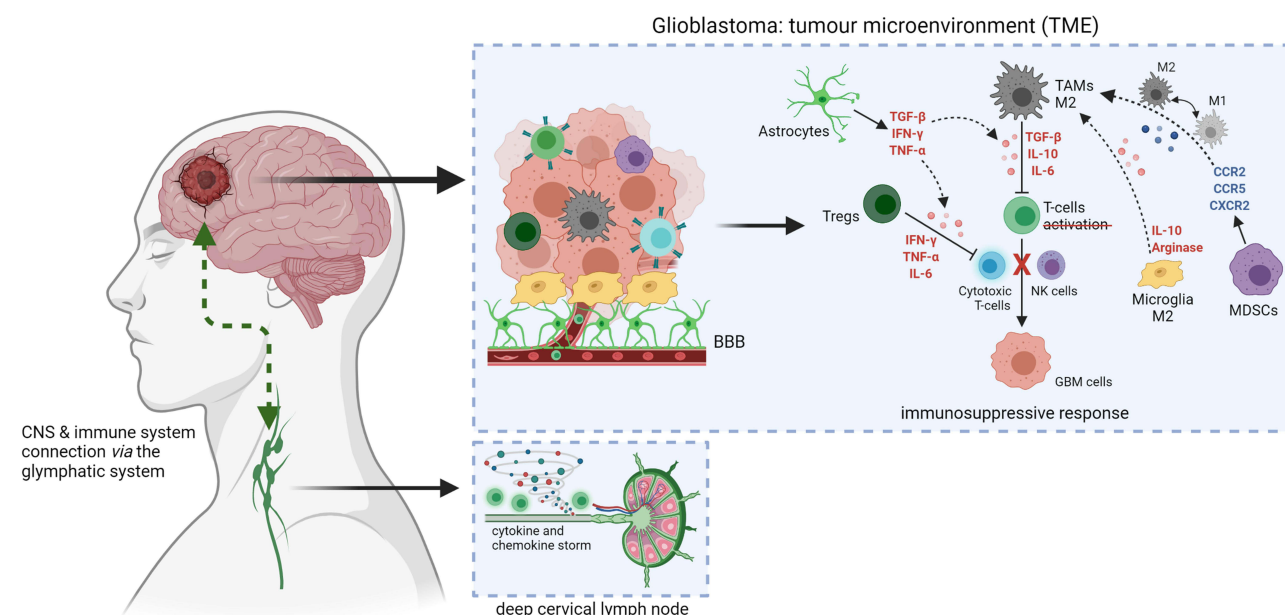 Glioblastoma: tumour microenvironment (TME)
Astrocytes
TGF-β
IFN-γ
TNF-α
TAMs
M2
M2
M1
TGF-β
IL-10
IL-6
CCR2
CCR5
CXCR2
Tregs
T-cells
activation
IFN-γ
TNF-α
IL-6
Cytotoxic
T-cells
NK cells
IL-10
Arginase
Microglia
M2
MDSCs
BBB
GBM cells
immunosuppressive response
CNS & immune system
connection via the
glymphatic system
cytokine and
chemokine storm
deep cervical lymph node